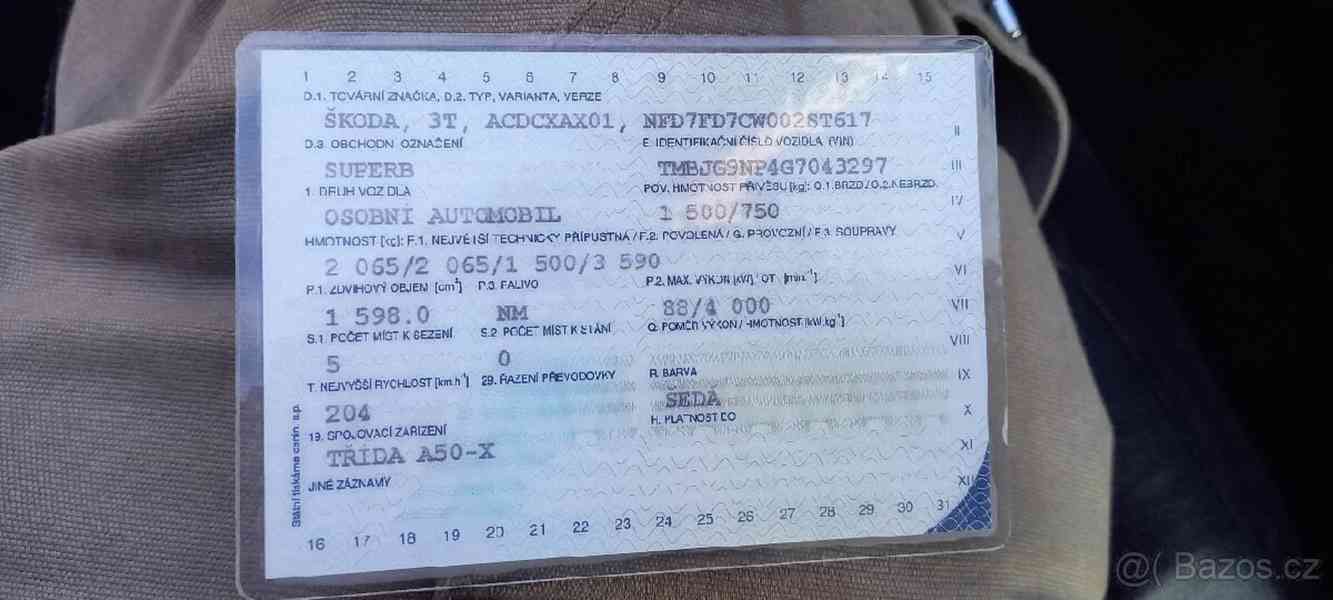 1 2 3 4 5 6 7 8 9 10 11 12 13 14 15
D.1. TOVÁRNÍ ZNAČKA, D.2. TYP, VARIANTA, VERZE
ŠKODA, 3T, ACDCXAX01, NFD7FD7CW002ST617
II
D.3. OBCHODNÍ OZNAČENÍ E. IDENTIFIKAČNÍ ČÍSLO VOZIDLA (VIN)
SUPERB TMBJG9NP4G7043297
III
1. DRUH VOZIDLA POV. HMOTNOST PŘÍVĚSU [kg]: O.1. BRZD./O.2. NEBRZD.
IV
OSOBNÍ AUTOMOBIL 1 500/750
HMOTNOST [kg]: F.1. NEJVĚTŠÍ TECHNICKY PŘÍPUSTNÁ / F.2. POVOLENÁ / G. PROVOZNÍ / F.3. SOUPRAVY
V
2 065/2 065/1 500/3 590
VI
P.1. ZDVIHOVÝ OBJEM [cm³] P.3. PALIVO P.2. MAX. VÝKON [kW] / OT. [min⁻¹]
1 598.0 NM 88/4 000
VII
S.1. POČET MÍST K SEZENÍ S.2. POČET MÍST K STÁNÍ Q. POMĚR VÝKON / HMOTNOST [kW.kg⁻¹]
VIII
5 0
T. NEJVYŠŠÍ RYCHLOST [km.h⁻¹] 29. ŘAZENÍ PŘEVODOVKY R. BARVA
IX
204 ŠEDÁ
X
19. SPOJOVACÍ ZAŘÍZENÍ H. PLATNOST DO
TŘÍDA A50-X
XI
JINÉ ZÁZNAMY
XII
16 17 18 19 20 21 22 23 24 25 26 27 28 29 30 31
Státní tiskárna cenin, s.p.
@( Bazos.cz